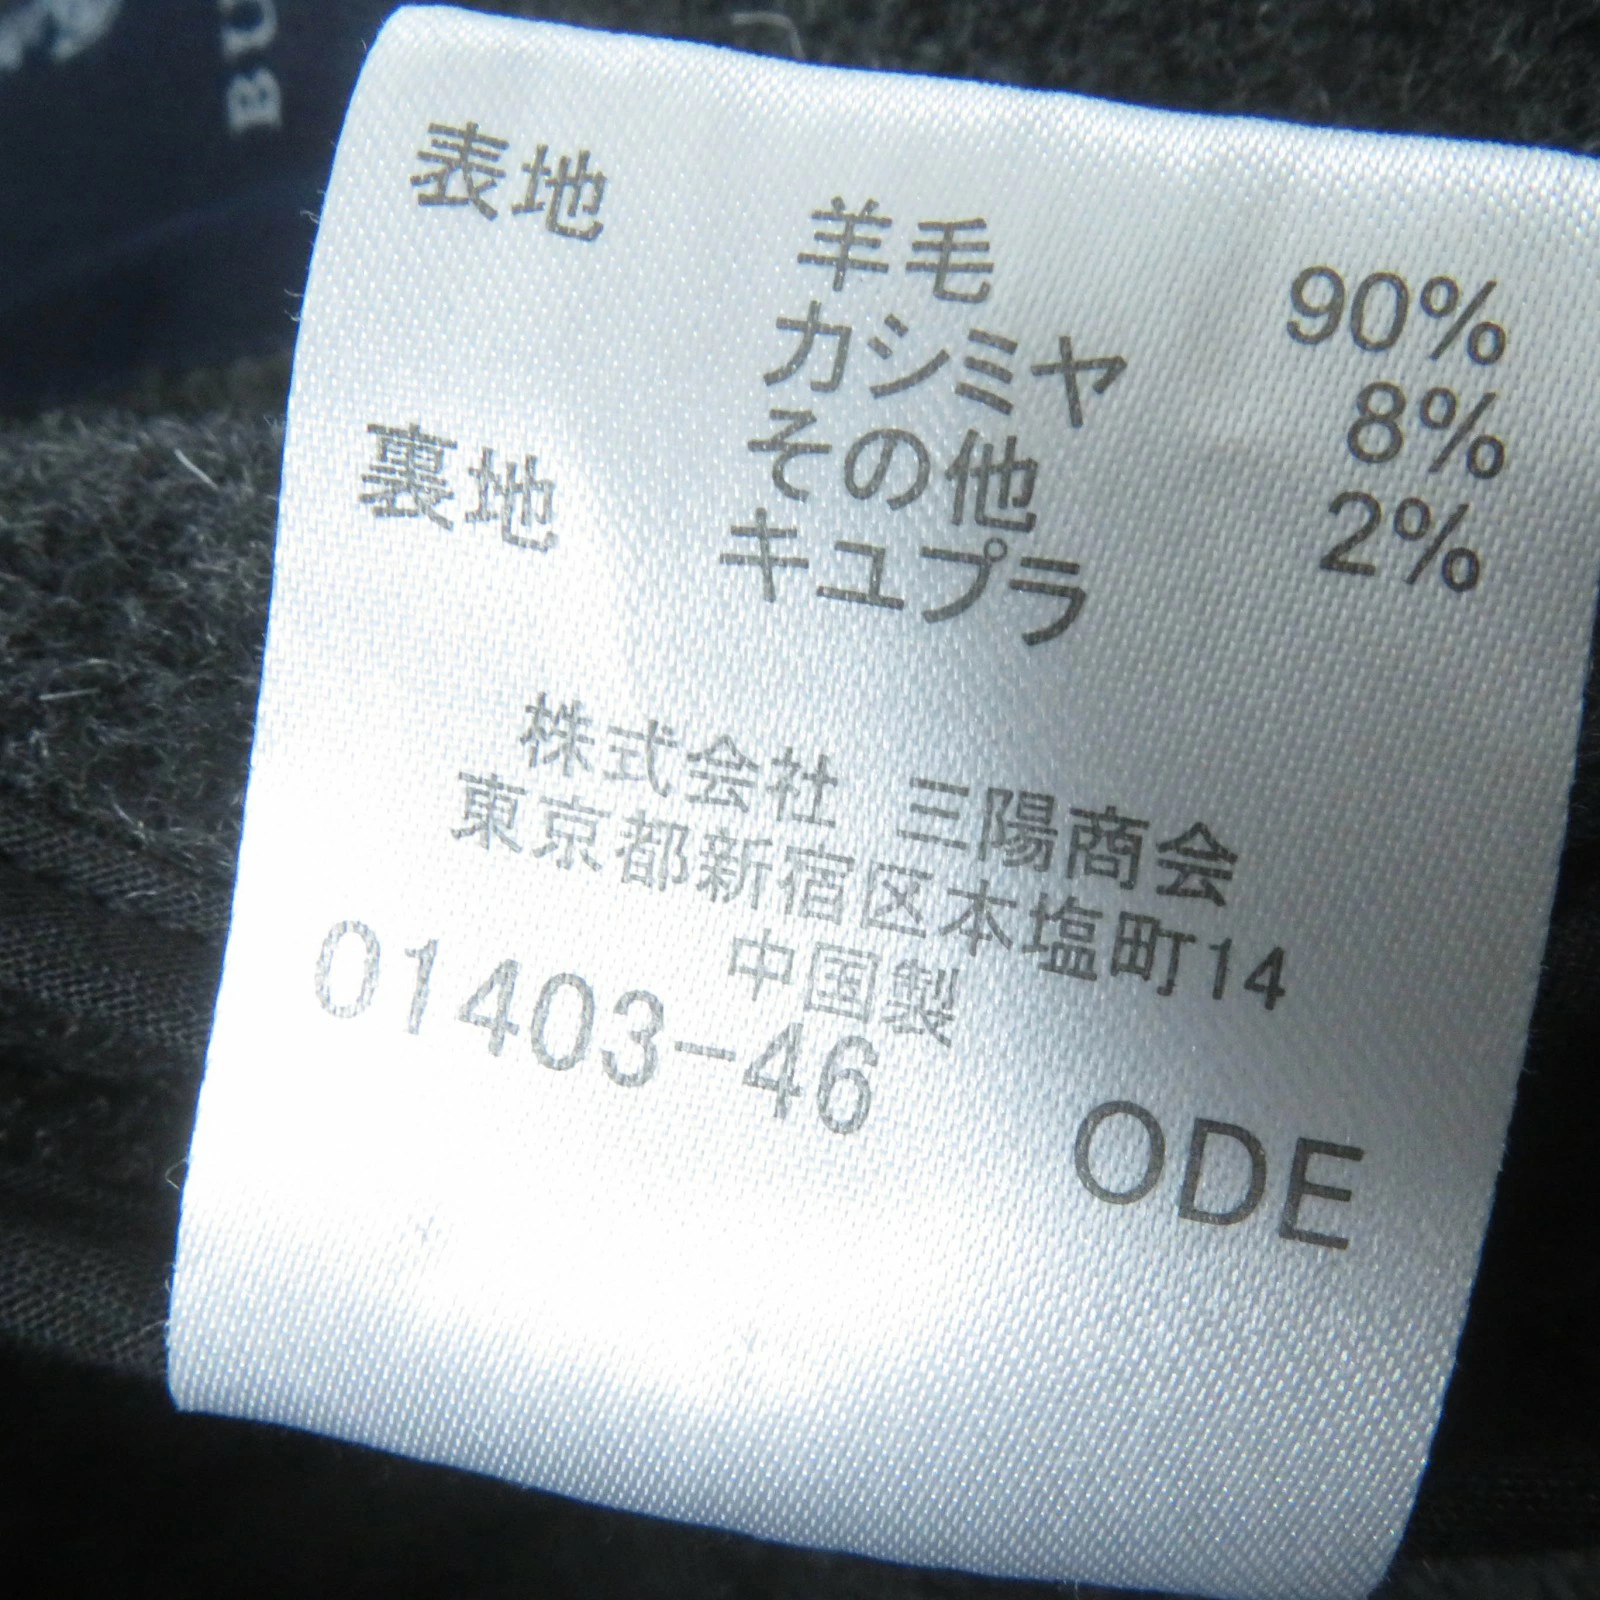 BU
表地 羊毛 90%
カシミヤ 8%
その他 2%
裏地 キュプラ
株式会社 三陽商会
東京都新宿区本塩町14
中国製
01403-46 ODE